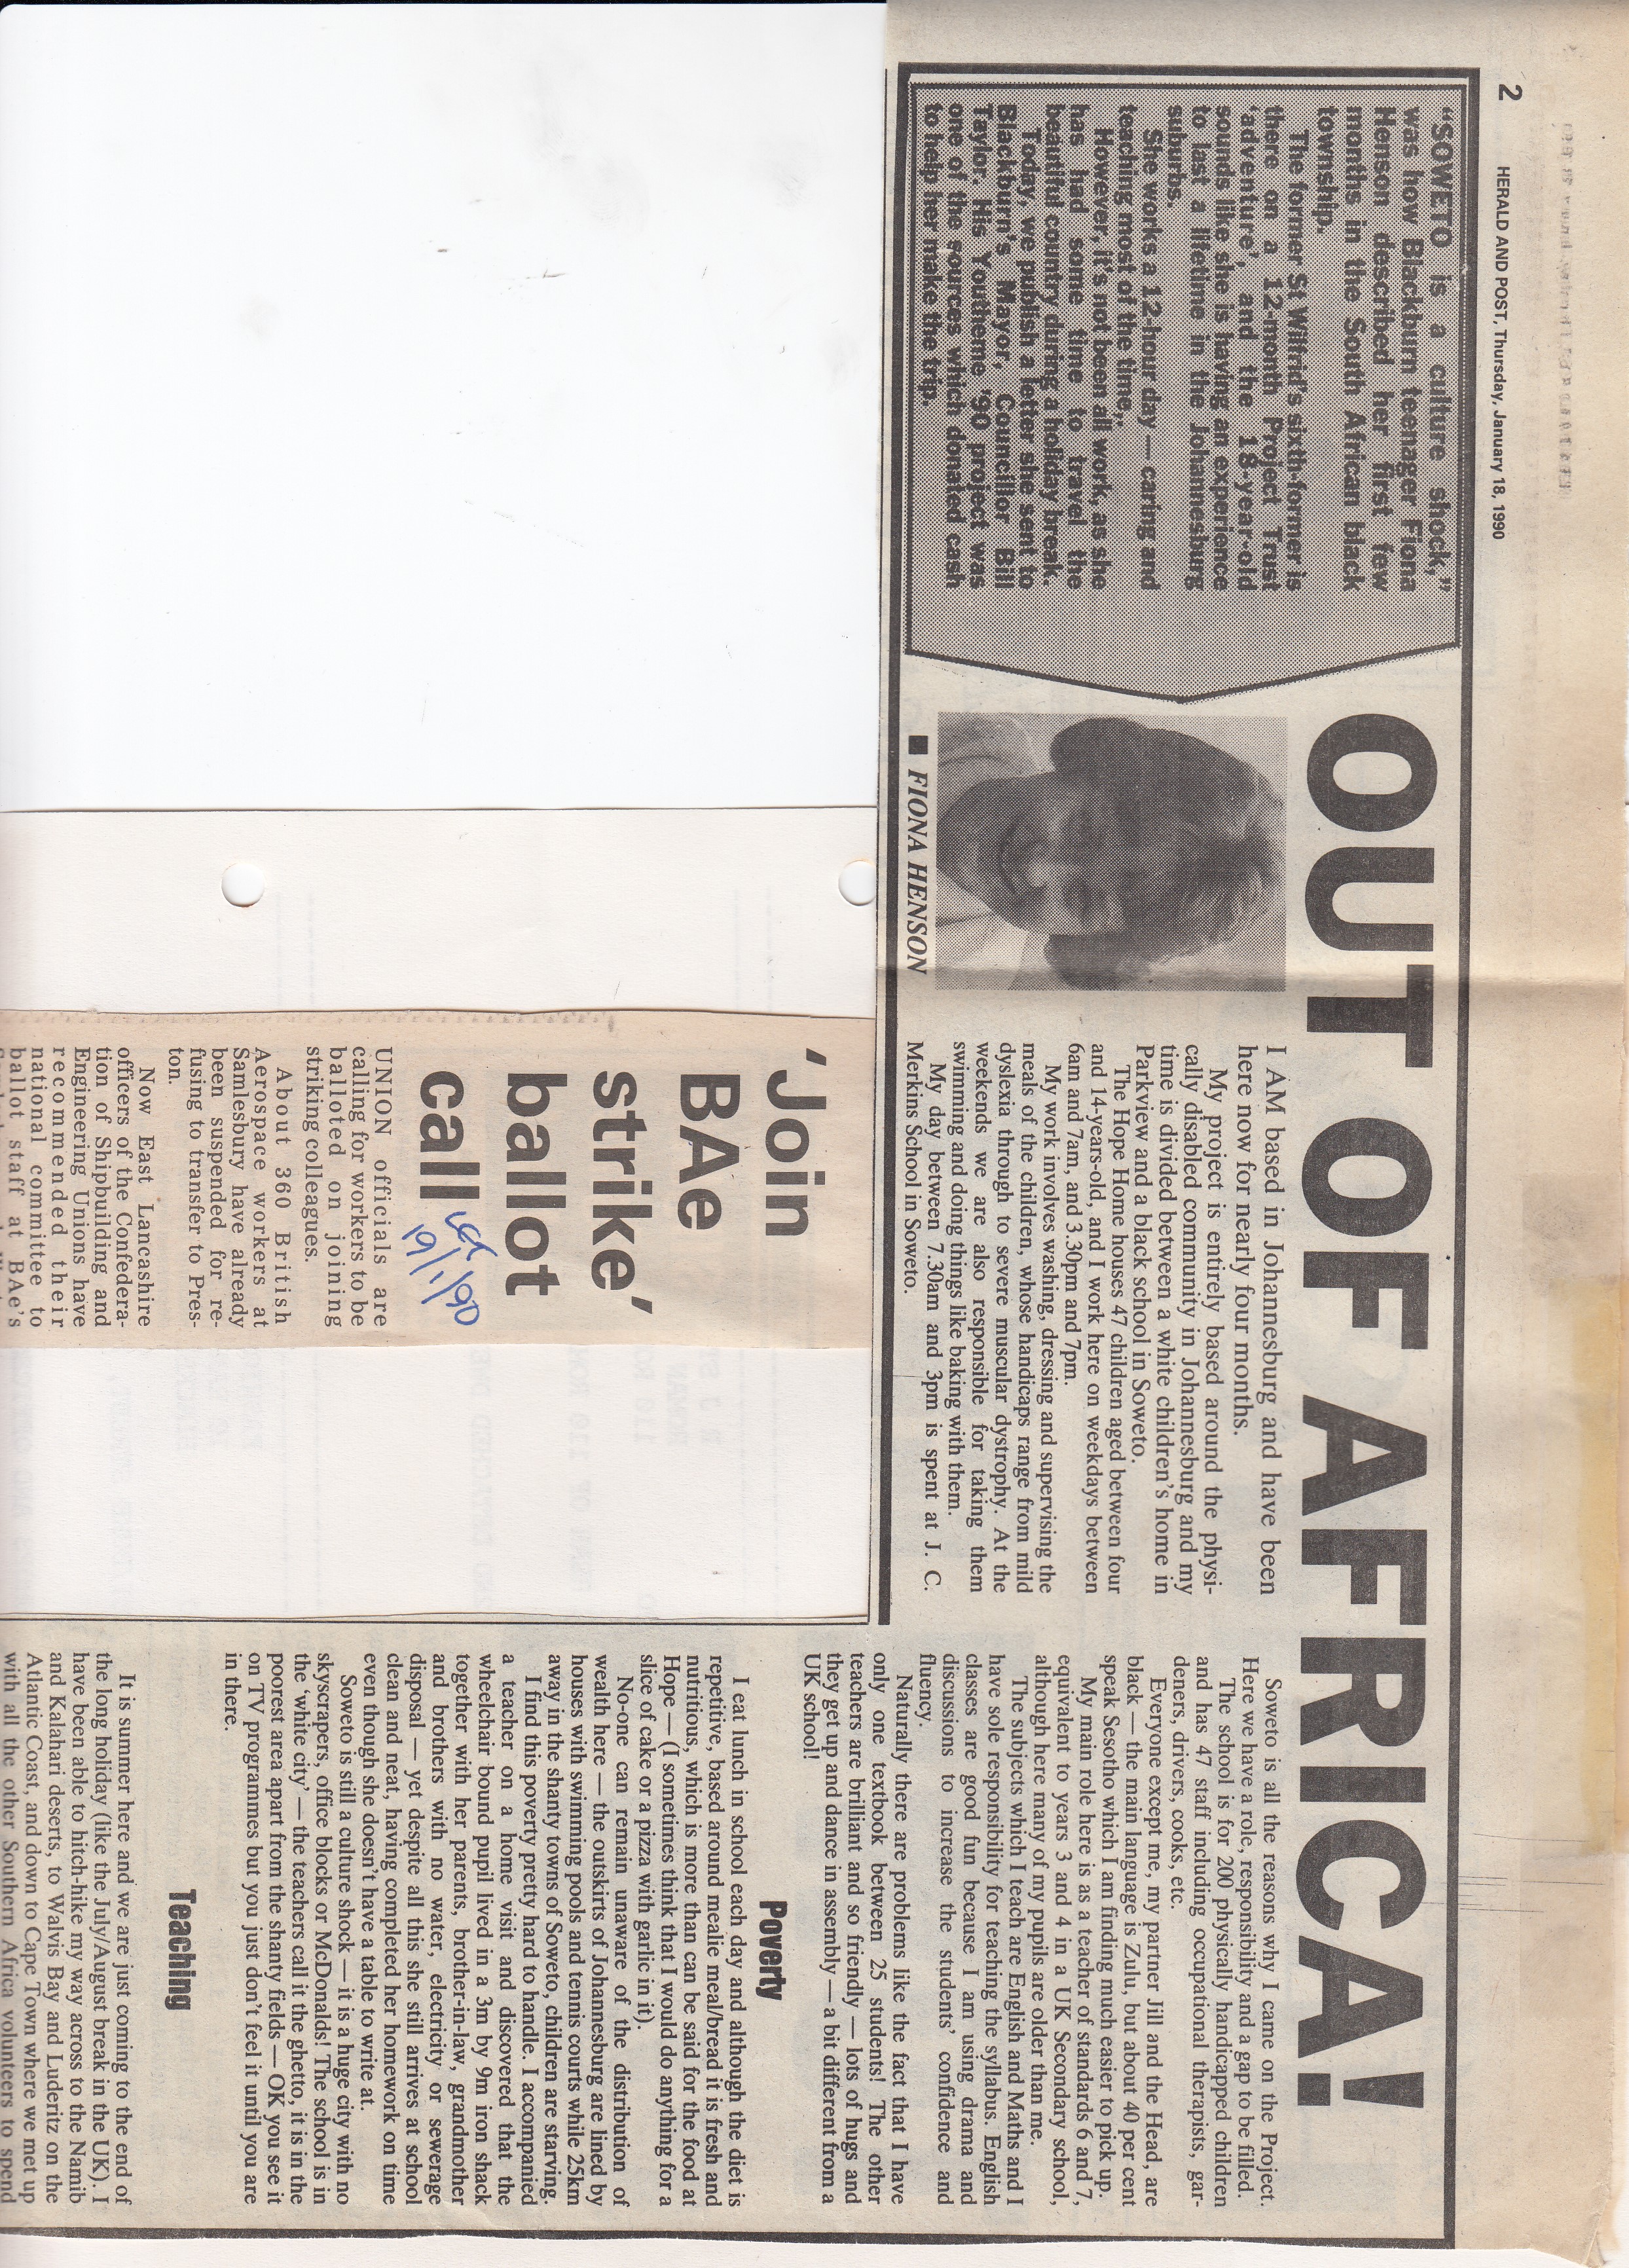 2 HERALD AND POST, Thursday, January 18, 1990
“SOWETO is a culture shock,”
was how Blackburn teenager Fiona
Henson described her first few
months in the South African black
township.
The former St Wilfrid's sixth-former is
there on a 12-month Project Trust
‘adventure’, and the 18-year-old
sounds like she is having an experience
to last a lifetime in the Johannesburg
suburbs.
She works a 12-hour day — caring and
teaching most of the time,.
However, it's not been all work, as she
has had some time to travel the
beautiful country during a holiday break.
Today, we publish a letter she sent to
Blackburn's Mayor, Councillor Bill
Taylor. His Youtheme '90 project was
one of the sources which donated cash
to help her make the trip.
OUT OF AFRICA!
■ FIONA HENSON
I AM based in Johannesburg and have been
here now for nearly four months.
My project is entirely based around the physi-
cally disabled community in Johannesburg and my
time is divided between a white children's home in
Parkview and a black school in Soweto.
The Hope Home houses 47 children aged between four
and 14-years-old, and I work here on weekdays between
6am and 7am, and 3.30pm and 7pm.
My work involves washing, dressing and supervising the
meals of the children, whose handicaps range from mild
dyslexia through to severe muscular dystrophy. At the
weekends we are also responsible for taking them
swimming and doing things like baking with them.
My day between 7.30am and 3pm is spent at J. C.
Merkins School in Soweto.
Soweto is all the reasons why I came on the Project.
Here we have a role, responsibility and a gap to be filled.
The school is for 200 physically handicapped children
and has 47 staff including occupational therapists, gar-
deners, drivers, cooks, etc.
Everyone except me, my partner Jill and the Head, are
black — the main language is Zulu, but about 40 per cent
speak Sesotho which I am finding much easier to pick up.
My main role here is as a teacher of standards 6 and 7,
equivalent to years 3 and 4 in a UK Secondary school,
although here many of my pupils are older than me.
The subjects which I teach are English and Maths and I
have sole responsibility for teaching the syllabus. English
classes are good fun because I am using drama and
discussions to increase the students' confidence and
fluency.
Naturally there are problems like the fact that I have
only one textbook between 25 students! The other
teachers are brilliant and so friendly — lots of hugs and
they get up and dance in assembly — a bit different from a
UK school!
Poverty
I eat lunch in school each day and although the diet is
repetitive, based around mealie meal/bread it is fresh and
nutritious, which is more than can be said for the food at
Hope — (I sometimes think that I would do anything for a
slice of cake or a pizza with garlic in it).
No-one can remain unaware of the distribution of
wealth here — the outskirts of Johannesburg are lined by
houses with swimming pools and tennis courts while 25km
away in the shanty towns of Soweto, children are starving.
I find this poverty pretty hard to handle. I accompanied
a teacher on a home visit and discovered that the
wheelchair bound pupil lived in a 3m by 9m iron shack
together with her parents, brother-in-law, grandmother
and brothers with no water, electricity or sewerage
disposal — yet despite all this she still arrives at school
clean and neat, having completed her homework on time
even though she doesn't have a table to write at.
Soweto is still a culture shock — it is a huge city with no
skyscrapers, office blocks or McDonalds! The school is in
the ‘white city’ — the teachers call it the ghetto, it is in the
poorest area apart from the shanty fields — OK you see it
on TV programmes but you just don't feel it until you are
in there.
Teaching
It is summer here and we are just coming to the end of
the long holiday (like the July/August break in the UK). I
have been able to hitch-hike my way across to the Namib
and Kalahari deserts, to Walvis Bay and Luderitz on the
Atlantic Coast, and down to Cape Town where we met up
with all the other Southern Africa volunteers to spend
‘Join
BAe
strike’
ballot
call
19/1/90
UNION officials are
calling for workers to be
balloted on joining
striking colleagues.
About 360 British
Aerospace workers at
Samlesbury have already
been suspended for re-
fusing to transfer to Pres-
ton.
Now East Lancashire
officers of the Confedera-
tion of Shipbuilding and
Engineering Unions have
recommended their
national committee to
ballot staff at BAe's